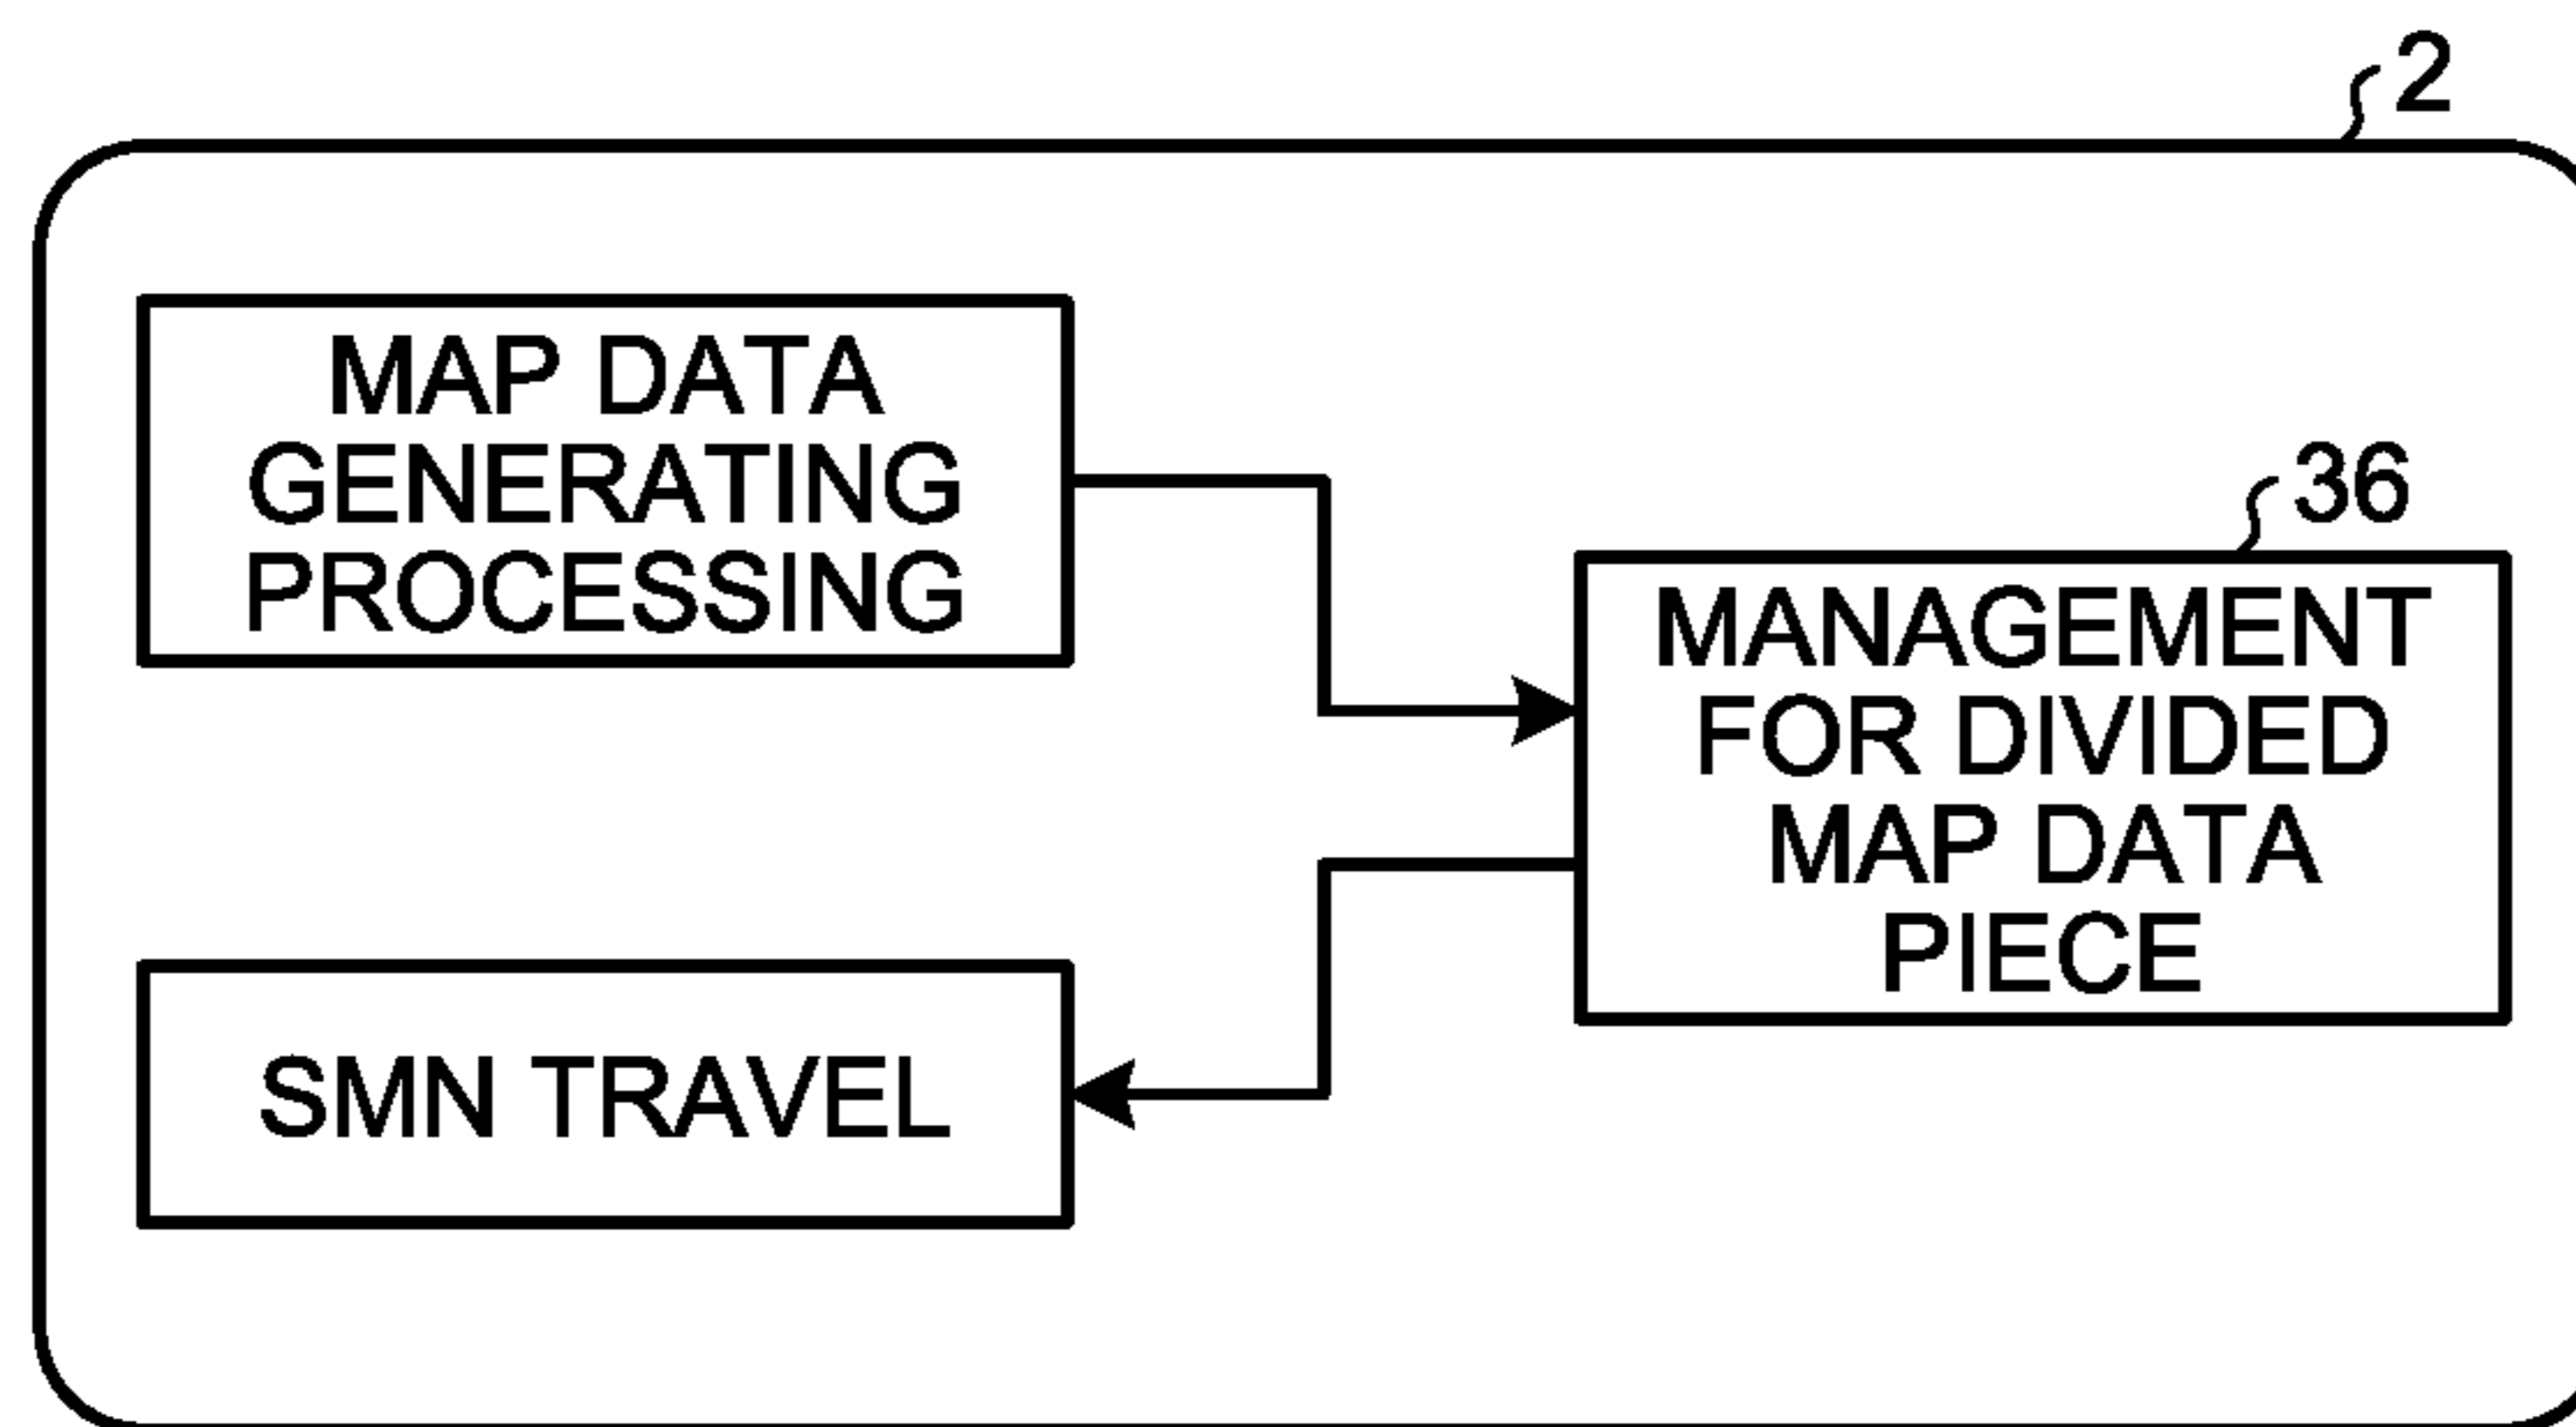 2
MAP DATA
GENERATING
PROCESSING
36
MANAGEMENT
FOR DIVIDED
MAP DATA
PIECE
SMN TRAVEL